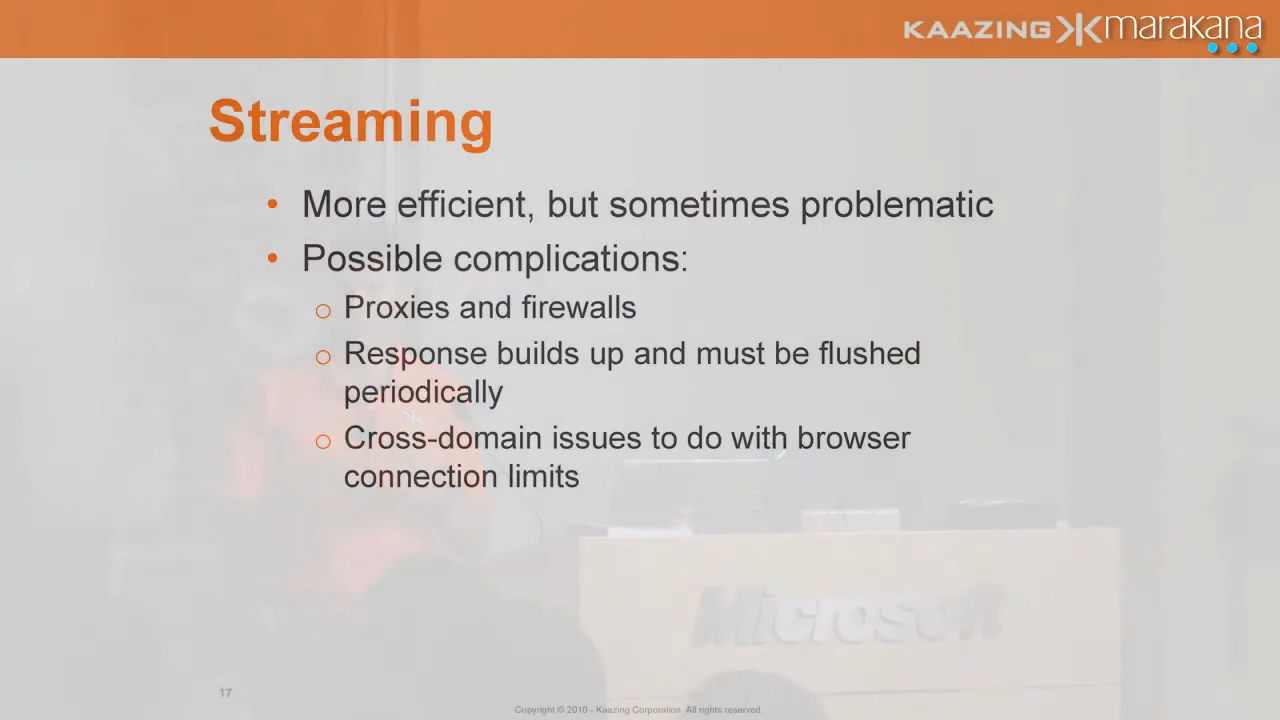 KAAZING marakana
Streaming
• More efficient, but sometimes problematic
• Possible complications:
o Proxies and firewalls
o Response builds up and must be flushed
periodically
o Cross-domain issues to do with browser
connection limits
Microsoft
17
Copyright © 2010 - Kaazing Corporation. All rights reserved.